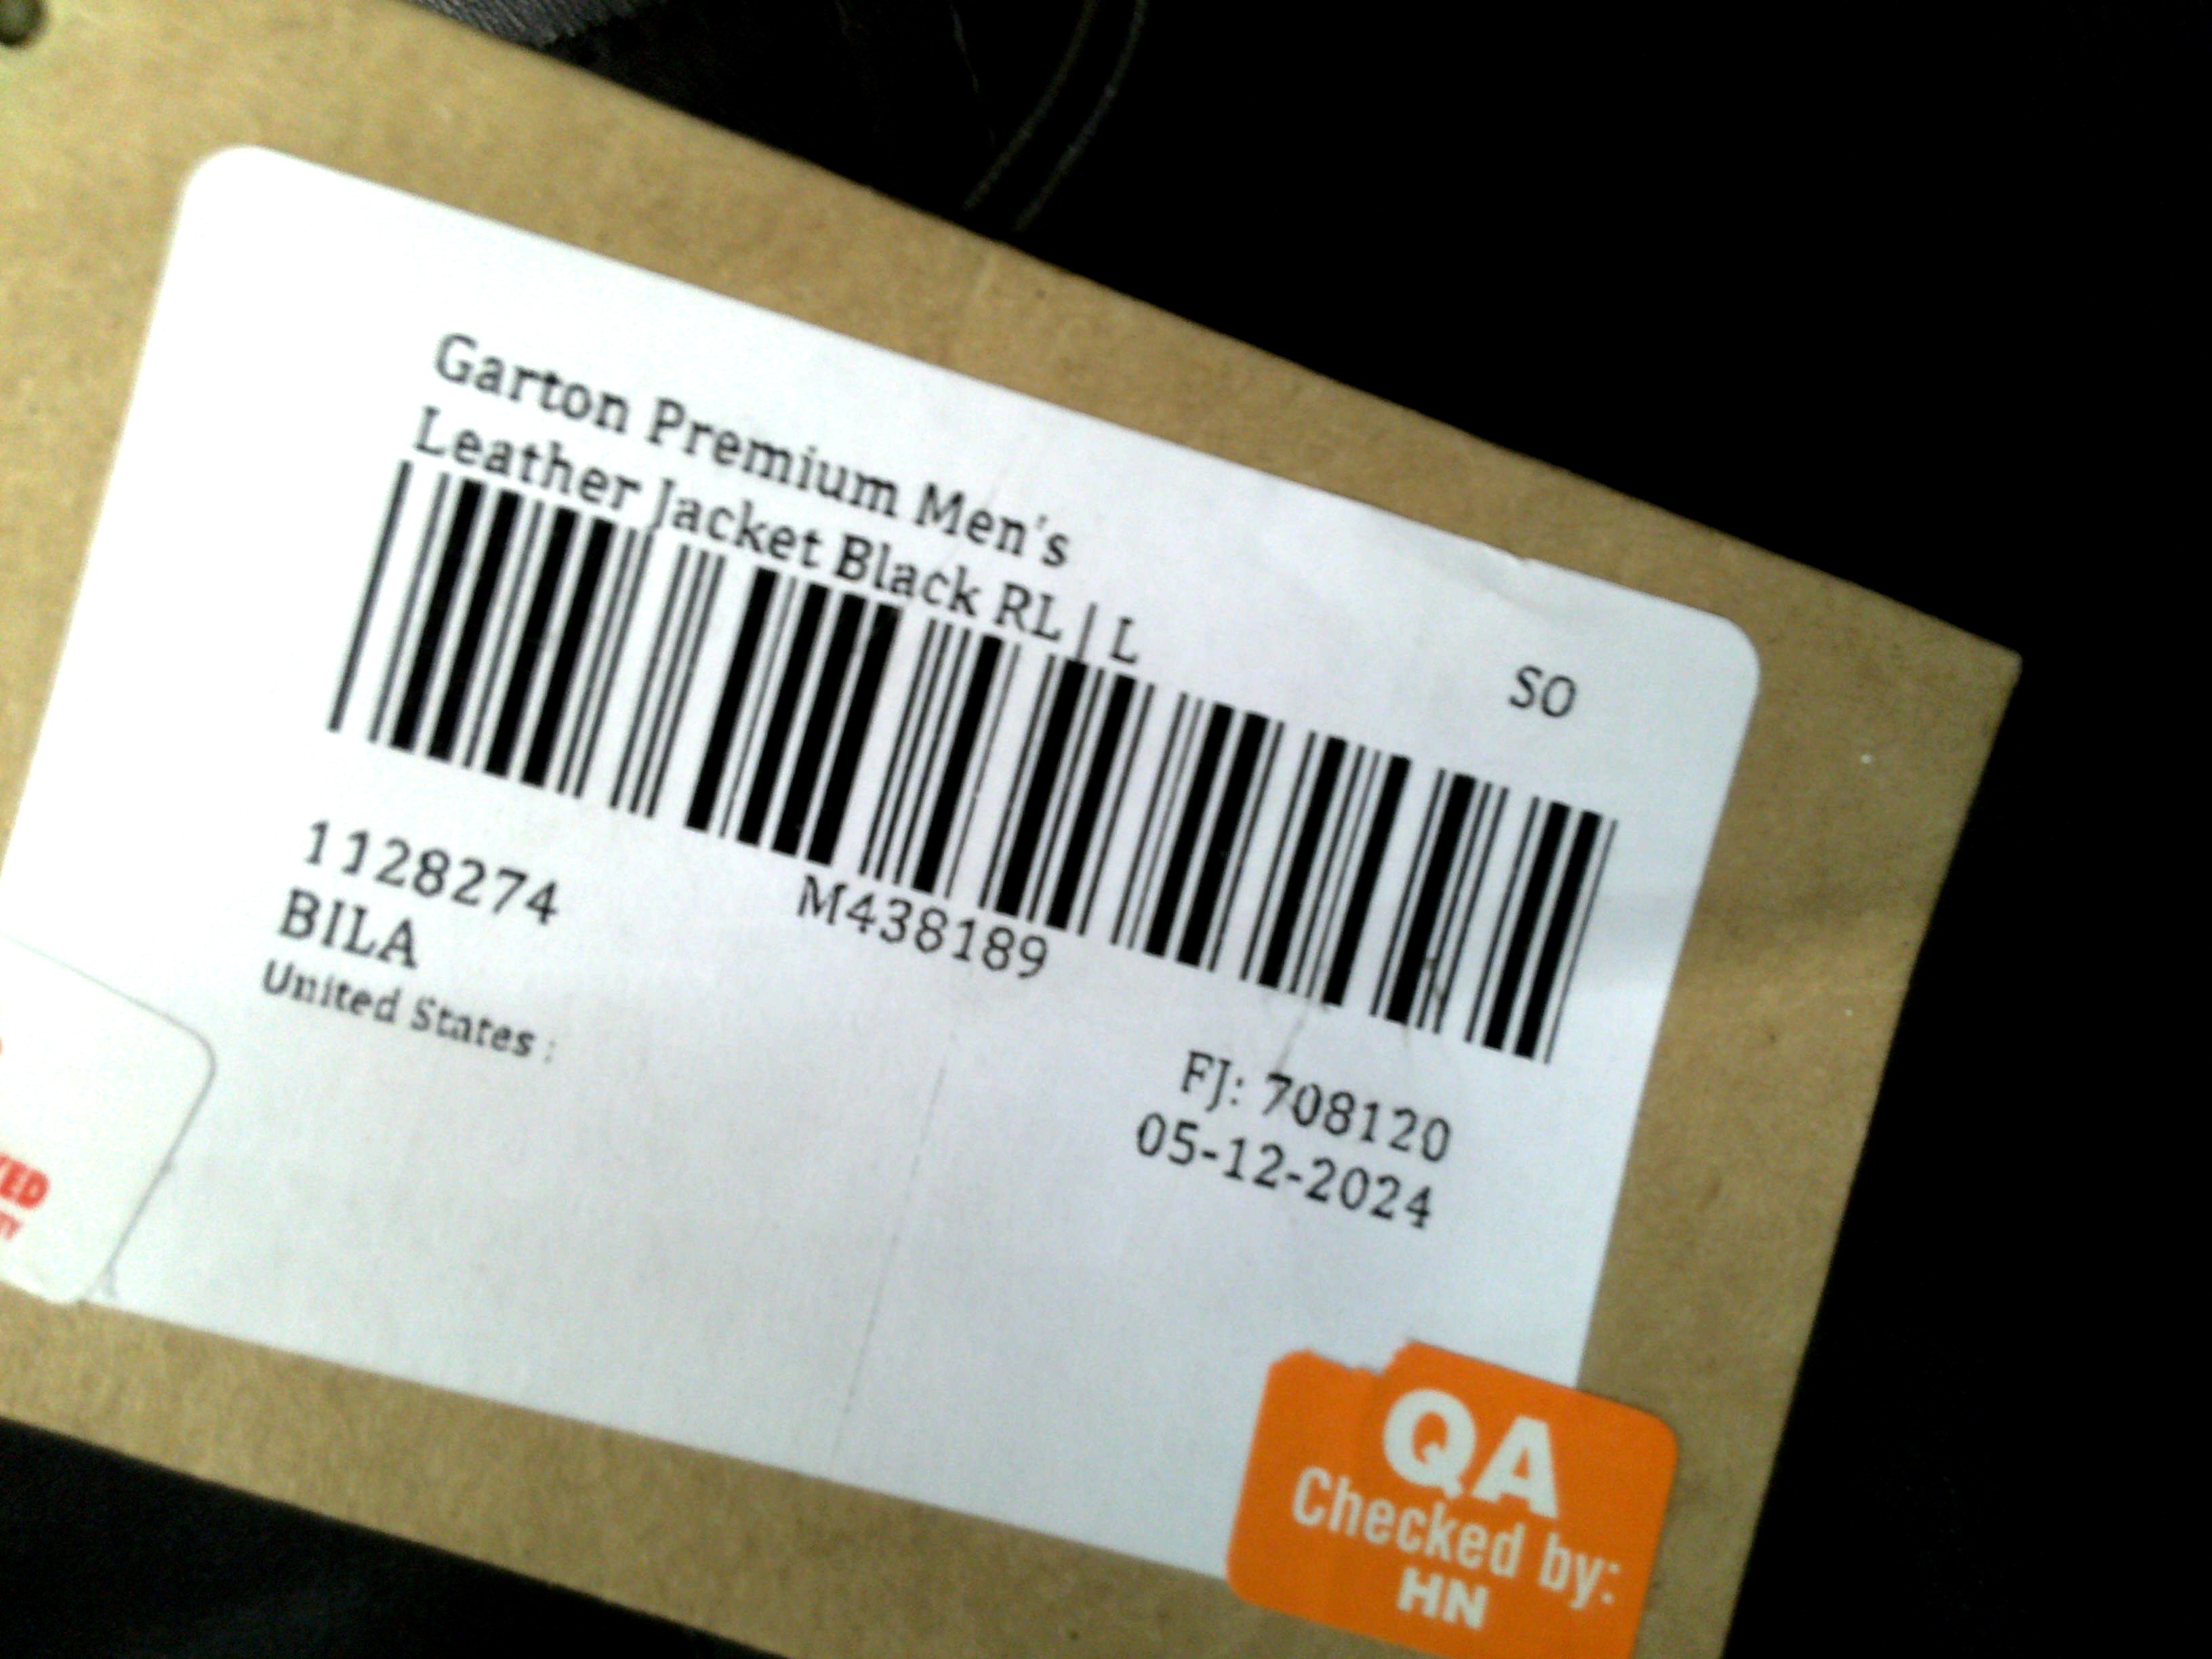 Garton Premium Men's
Leather Jacket Black RL | L
SO
1128274
M438189
BILA
United States :
FJ: 708120
05-12-2024
QA
Checked by:
HN